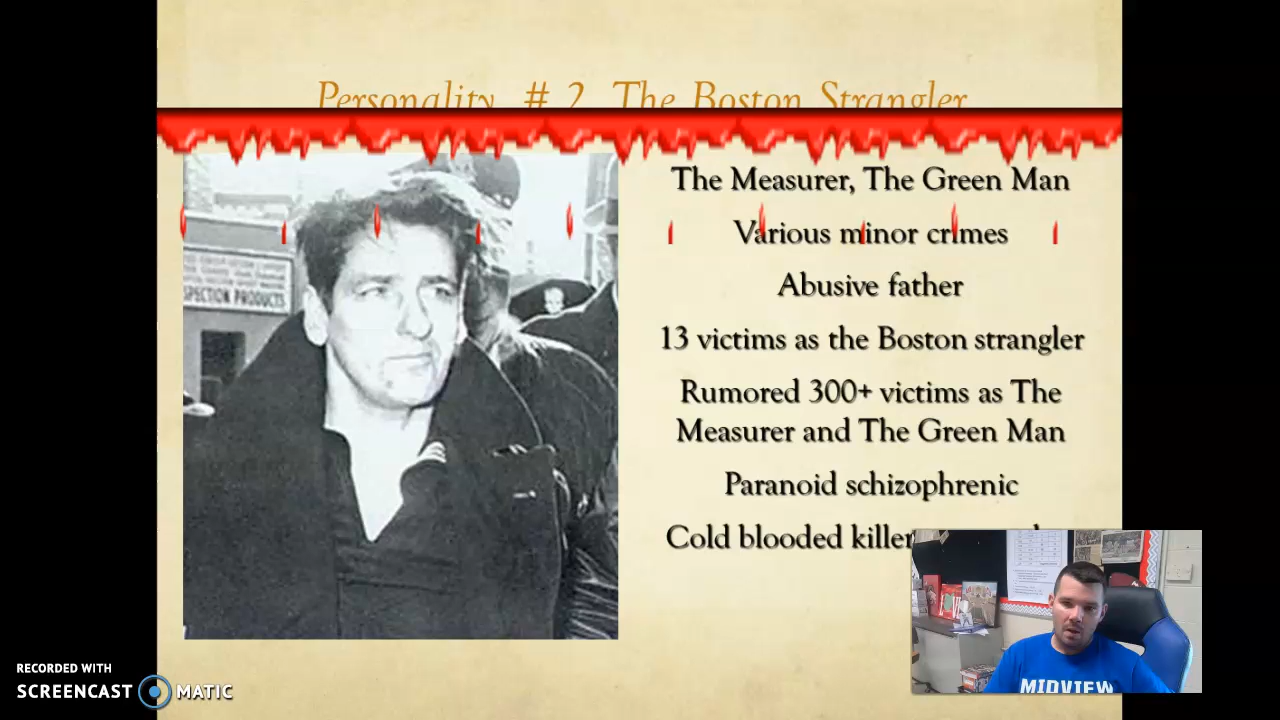 Personality # 2 The Boston Strangler
The Measurer, The Green Man
Various minor crimes
Abusive father
13 victims as the Boston strangler
Rumored 300+ victims as The
Measurer and The Green Man
Paranoid schizophrenic
Cold blooded killer
SPECTION PRODUCTS
MIDVIEW
RECORDED WITH
SCREENCAST MATIC